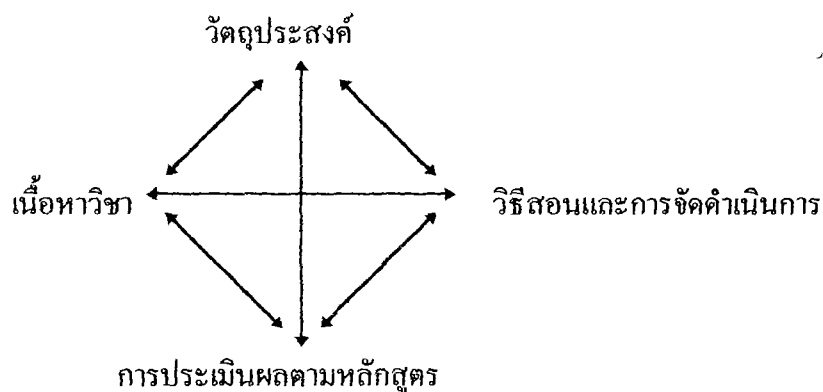 วัตถุประสงค์
เนื้อหาวิชา
วิธีสอนและการจัดดำเนินการ
การประเมินผลตามหลักสูตร